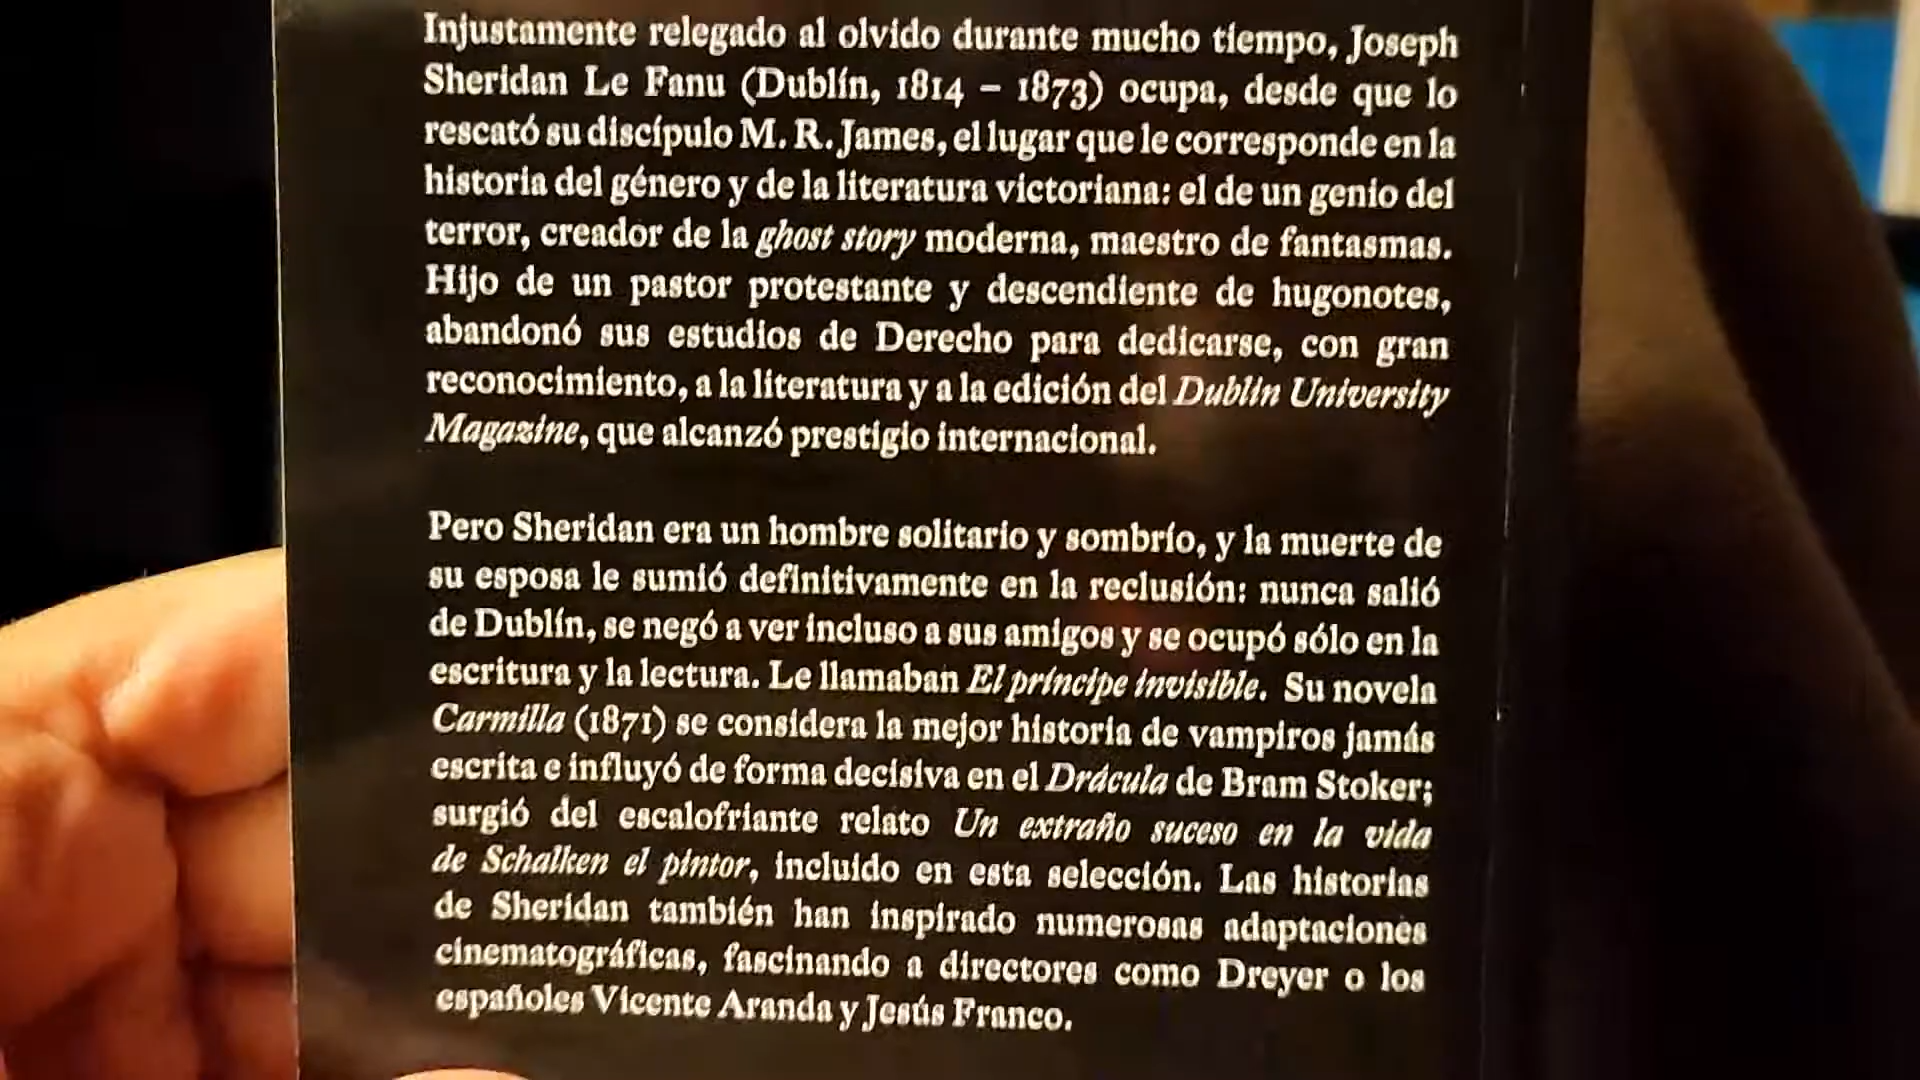 Injustamente relegado al olvido durante mucho tiempo, Joseph
Sheridan Le Fanu (Dublín, 1814 – 1873) ocupa, desde que lo
rescató su discípulo M. R. James, el lugar que le corresponde en la
historia del género y de la literatura victoriana: el de un genio del
terror, creador de la ghost story moderna, maestro de fantasmas.
Hijo de un pastor protestante y descendiente de hugonotes,
abandonó sus estudios de Derecho para dedicarse, con gran
reconocimiento, a la literatura y a la edición del Dublin University
Magazine, que alcanzó prestigio internacional.
Pero Sheridan era un hombre solitario y sombrío, y la muerte de
su esposa le sumió definitivamente en la reclusión: nunca salió
de Dublín, se negó a ver incluso a sus amigos y se ocupó sólo en la
escritura y la lectura. Le llamaban El príncipe invisible. Su novela
Carmilla (1871) se considera la mejor historia de vampiros jamás
escrita e influyó de forma decisiva en el Drácula de Bram Stoker;
surgió del escalofriante relato Un extraño suceso en la vida
de Schalken el pintor, incluido en esta selección. Las historias
de Sheridan también han inspirado numerosas adaptaciones
cinematográficas, fascinando a directores como Dreyer o los
españoles Vicente Aranda y Jesús Franco.